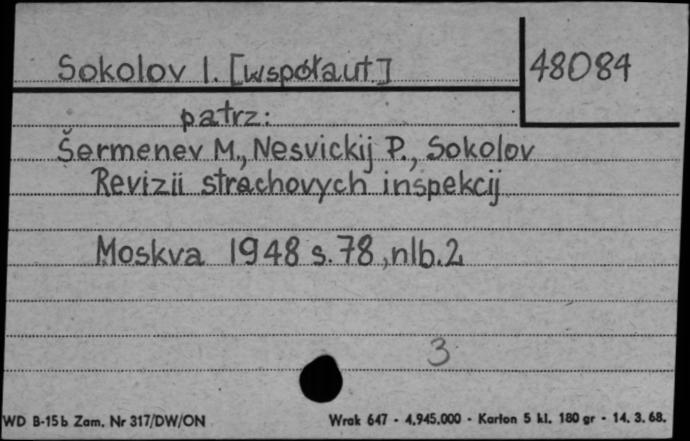 Sokolov I. [współaut]
48084
patrz:
Šermenev M., Nesvickij P., Sokolov
Revizii strachovych inspekcij
Moskva 1948 s. 78, nlb. 2
3
WD B-15b Zam. Nr 317/DW/ON
Wrak 647 - 4.945.000 - Karton 5 kl. 180 gr - 14. 3. 68.